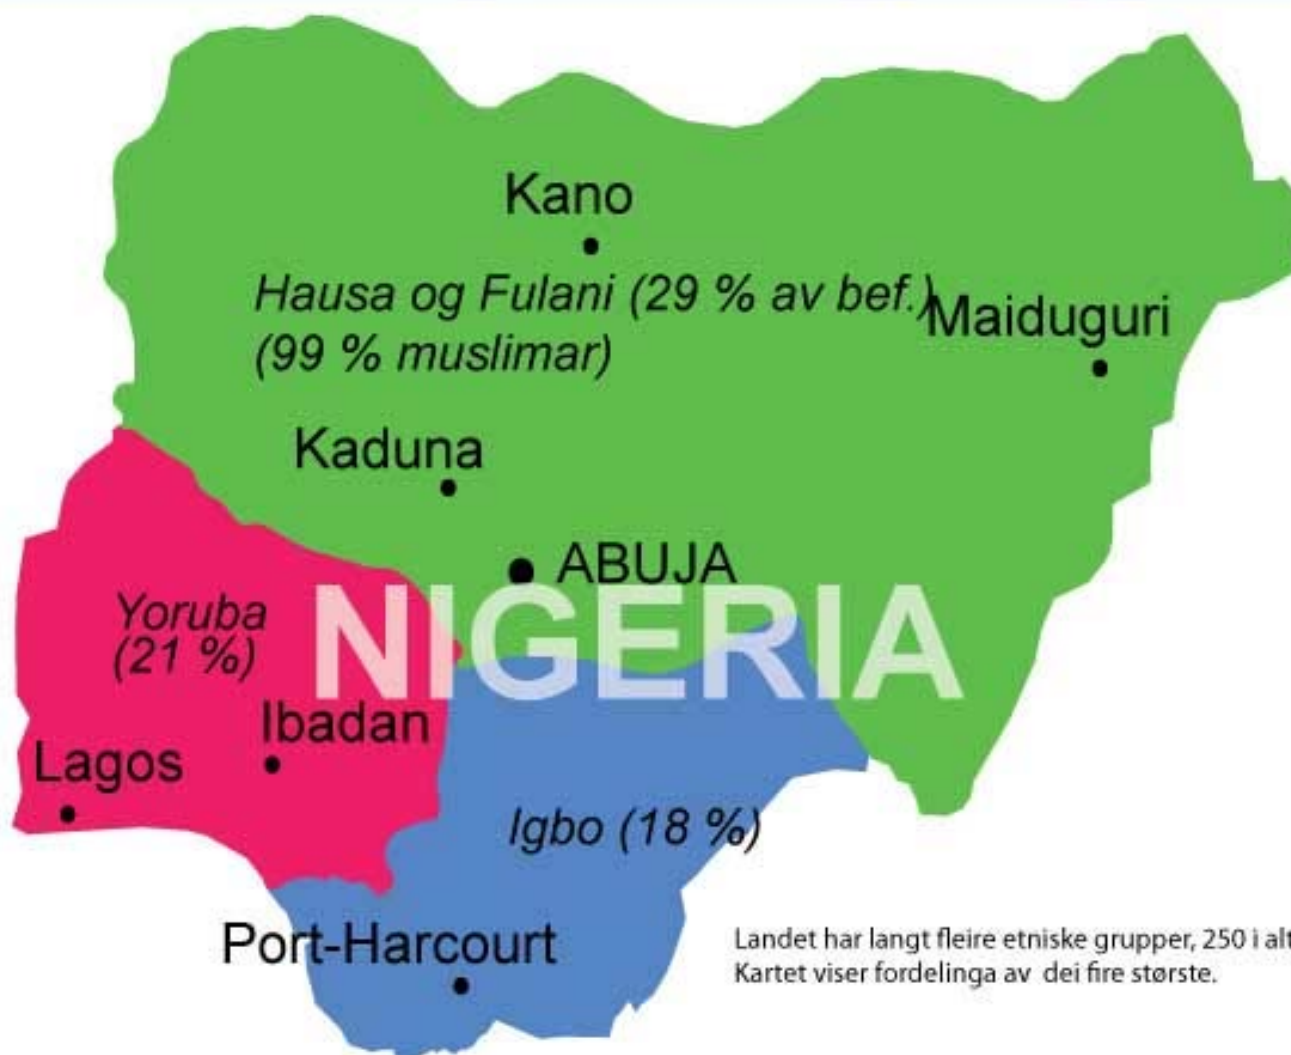 Kano
Hausa og Fulani (29 % av bef.)
(99 % muslimar)
Maiduguri
Kaduna
ABUJA
NIGERIA
Yoruba
(21 %)
Ibadan
Lagos
Igbo (18 %)
Port-Harcourt
Landet har langt fleire etniske grupper, 250 i alt
Kartet viser fordelinga av dei fire største.